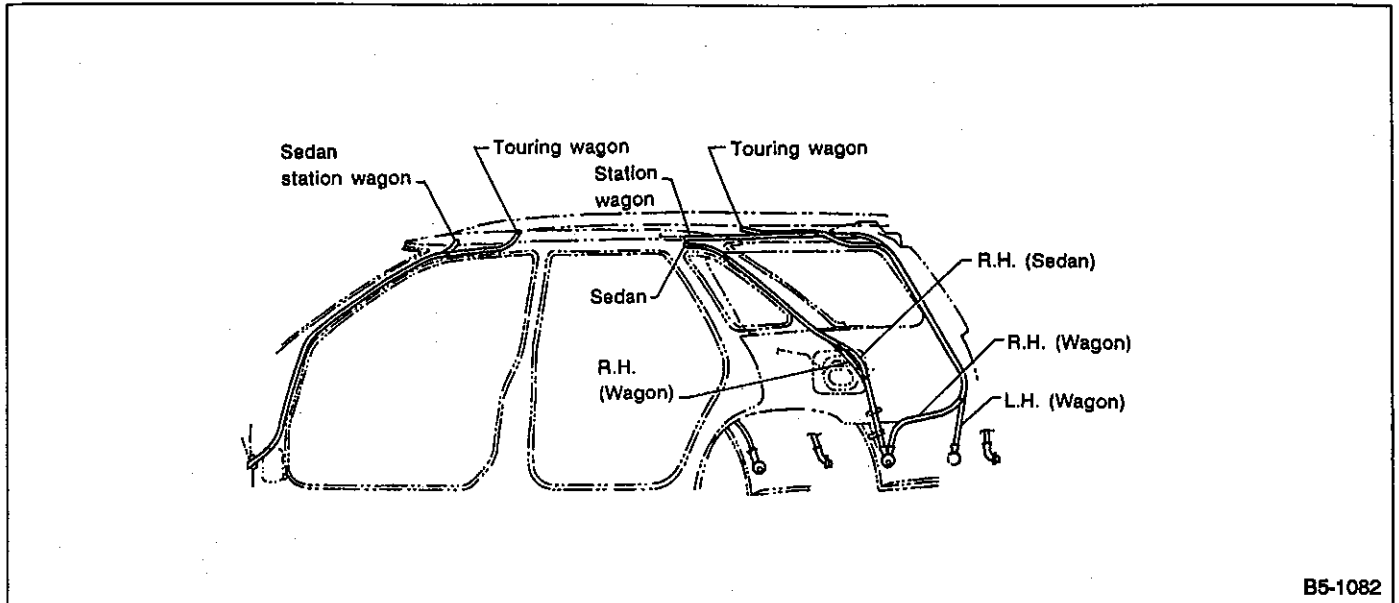 Sedan
station wagon
Touring wagon
Station
wagon
Touring wagon
Sedan
R.H. (Sedan)
R.H.
(Wagon)
R.H. (Wagon)
L.H. (Wagon)
B5-1082